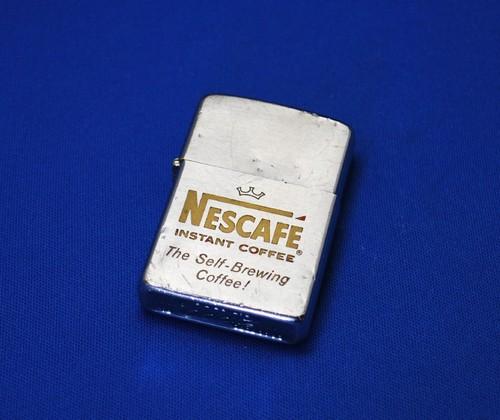 NESCAFÉ
INSTANT COFFEE®
The Self-Brewing
Coffee!